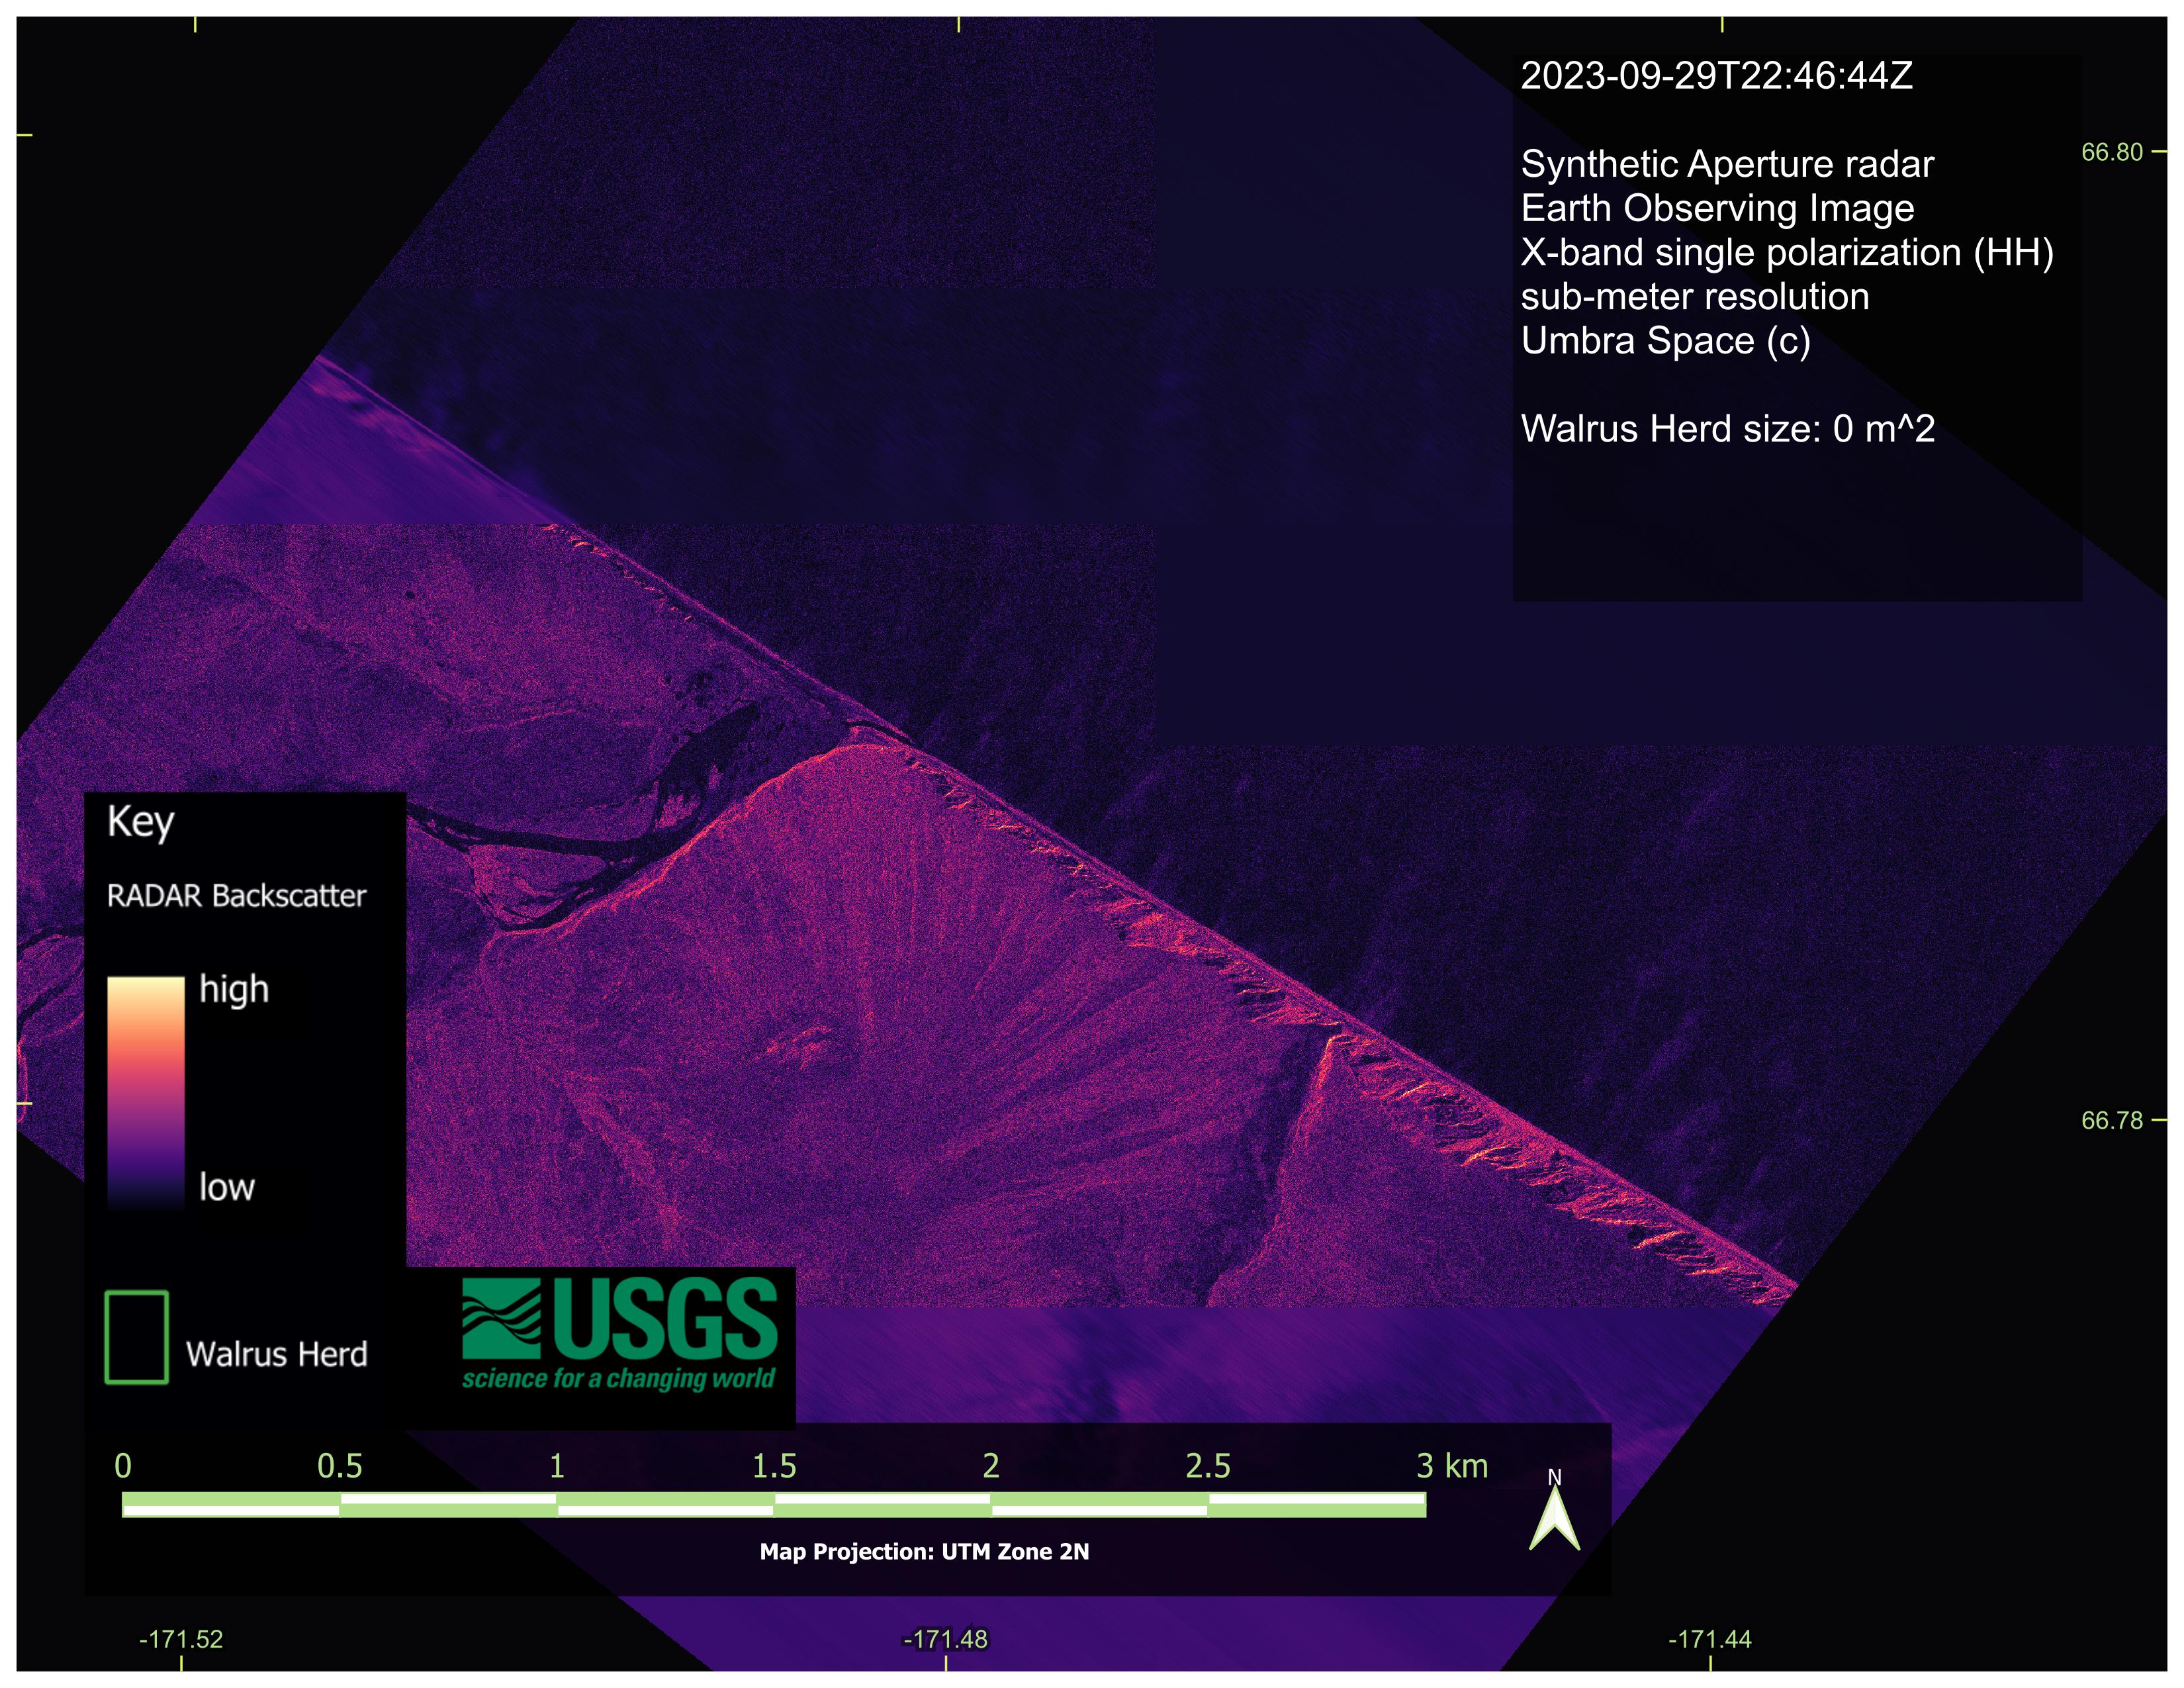 2023-09-29T22:46:44Z
66.80
Synthetic Aperture radar
Earth Observing Image
X-band single polarization (HH)
sub-meter resolution
Umbra Space (c)
Walrus Herd size: 0 m^2
Key
RADAR Backscatter
high
low
Walrus Herd
66.78
USGS
science for a changing world
0 0.5 1 1.5 2 2.5 3 km
N
Map Projection: UTM Zone 2N
-171.52 -171.48 -171.44